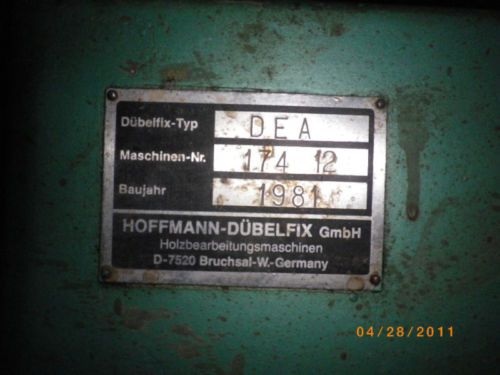 Dübelfix-Typ DEA
Maschinen-Nr. 174 12
Baujahr 1981
HOFFMANN-DÜBELFIX GmbH
Holzbearbeitungsmaschinen
D-7520 Bruchsal-W.-Germany
04/28/2011